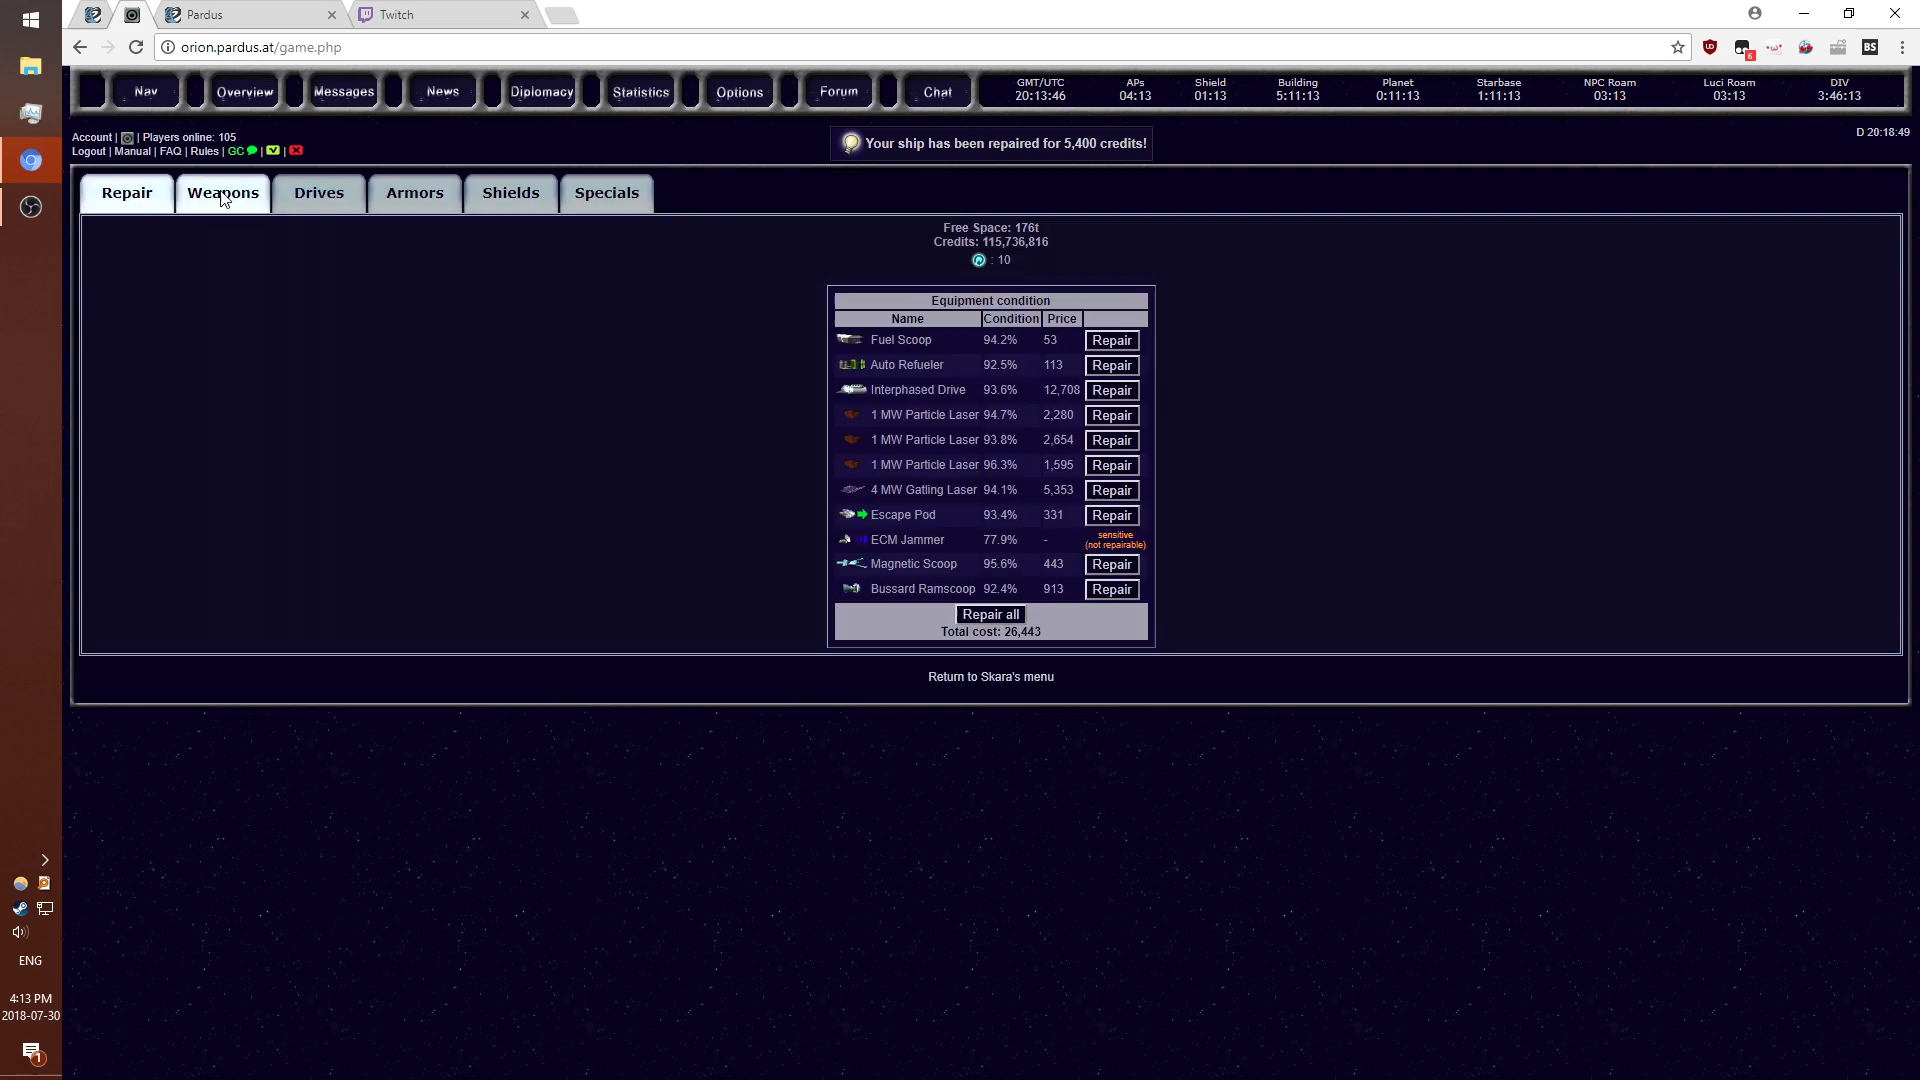 Pardus
Twitch
orion.pardus.at/game.php
6
BS
Nav
Overview
Messages
News
Diplomacy
Statistics
Options
Forum
Chat
GMT/UTC
20:13:46
APs
04:13
Shield
01:13
Building
5:11:13
Planet
0:11:13
Starbase
1:11:13
NPC Roam
03:13
Luci Roam
03:13
DIV
3:46:13
Account | | Players online: 105
Logout | Manual | FAQ | Rules | GC | |
Your ship has been repaired for 5,400 credits!
D 20:18:49
Repair
Weapons
Drives
Armors
Shields
Specials
Free Space: 176t
Credits: 115,736,816
: 10
Equipment condition
Name Condition Price
Fuel Scoop 94.2% 53 Repair
Auto Refueler 92.5% 113 Repair
Interphased Drive 93.6% 12,708 Repair
1 MW Particle Laser 94.7% 2,280 Repair
1 MW Particle Laser 93.8% 2,654 Repair
1 MW Particle Laser 96.3% 1,595 Repair
4 MW Gatling Laser 94.1% 5,353 Repair
Escape Pod 93.4% 331 Repair
ECM Jammer 77.9% - sensitive
(not repairable)
Magnetic Scoop 95.6% 443 Repair
Bussard Ramscoop 92.4% 913 Repair
Repair all
Total cost: 26,443
Return to Skara's menu
ENG
4:13 PM
2018-07-30
1